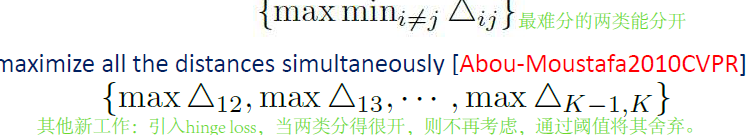 {max min_{i≠j} △_{ij}} 最难分的两类能分开
maximize all the distances simultaneously [Abou-Moustafa2010CVPR]
{max △_{12}, max △_{13}, ⋯ , max △_{K−1,K}}
其他新工作：引入hinge loss，当两类分得很开，则不再考虑，通过阈值将其舍弃。